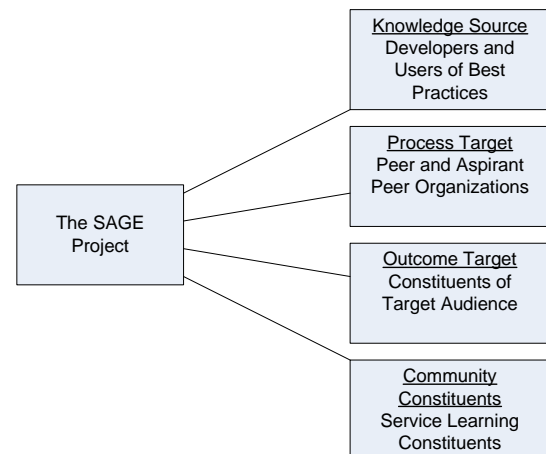 The SAGE
Project
Knowledge Source
Developers and
Users of Best
Practices
Process Target
Peer and Aspirant
Peer Organizations
Outcome Target
Constituents of
Target Audience
Community
Constituents
Service Learning
Constituents